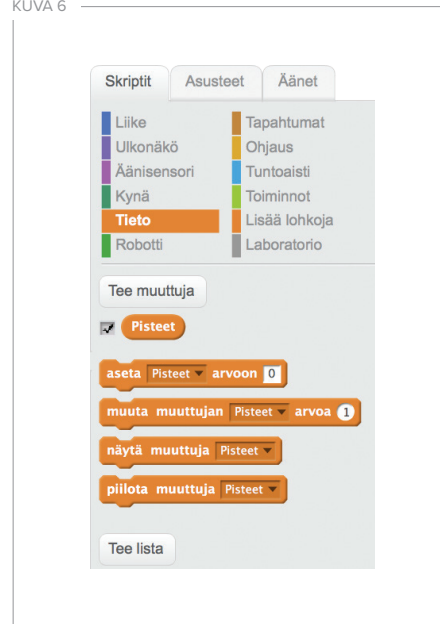 KUVA 6
Skriptit Asusteet Äänet
Liike Tapahtumat
Ulkonäkö Ohjaus
Äänisensori Tuntoaisti
Kynä Toiminnot
Tieto Lisää lohkoja
Robotti Laboratorio
Tee muuttuja
Pisteet
aseta Pisteet arvoon 0
muuta muuttujan Pisteet arvoa 1
näytä muuttuja Pisteet
piilota muuttuja Pisteet
Tee lista